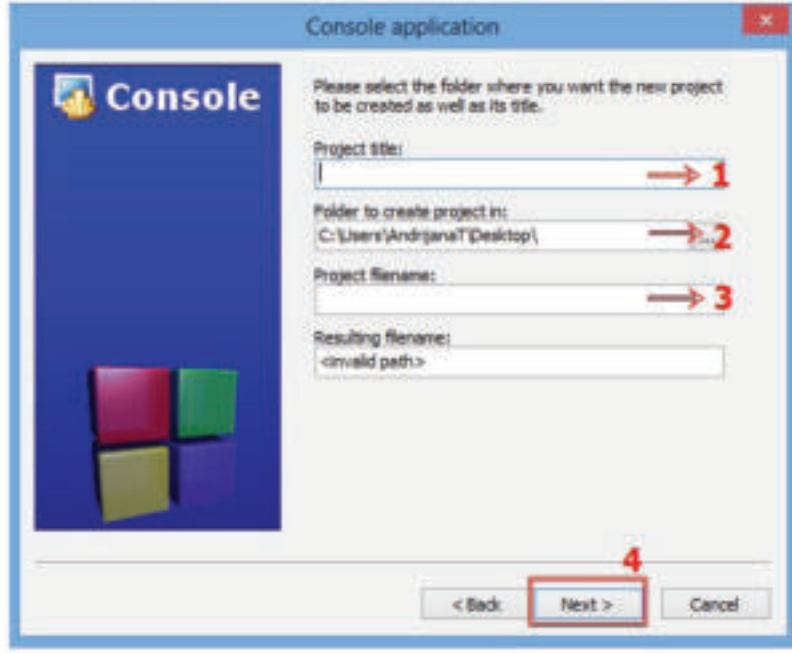 Console application
Console
Please select the folder where you want the new project
to be created as well as its title.
Project title:
1
Folder to create project in:
C:\Users\AndrijanaT\Desktop\
... 2
Project filename:
3
Resulting filename:
<invalid path>
4
< Back
Next >
Cancel